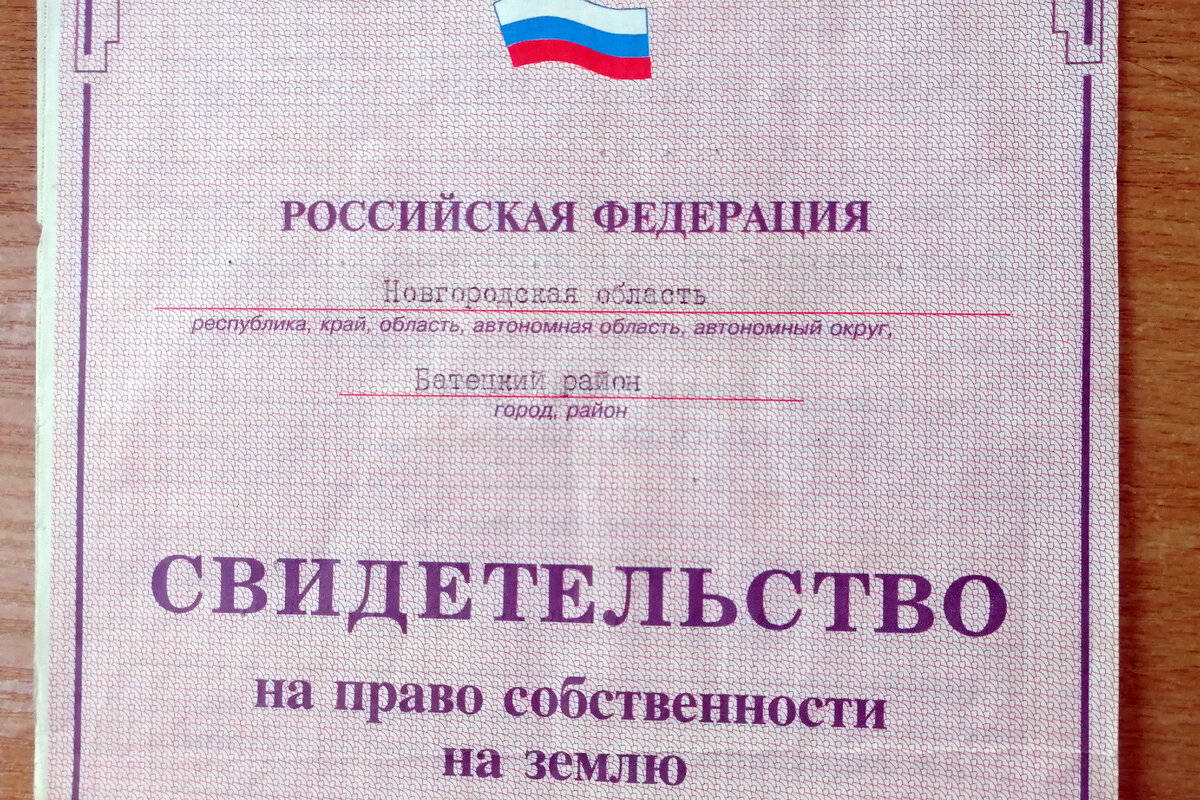 РОССИЙСКАЯ ФЕДЕРАЦИЯ
Новгородская область
республика, край, область, автономная область, автономный округ,
Батецкий район
город, район
СВИДЕТЕЛЬСТВО
на право собственности
на землю